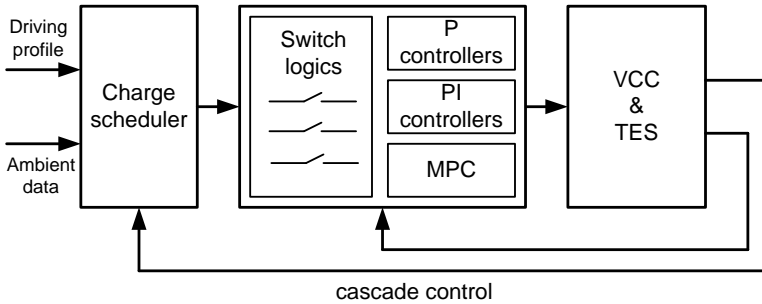 Driving
profile
Ambient
data
Charge
scheduler
Switch
logics
P
controllers
PI
controllers
MPC
VCC
&
TES
cascade control